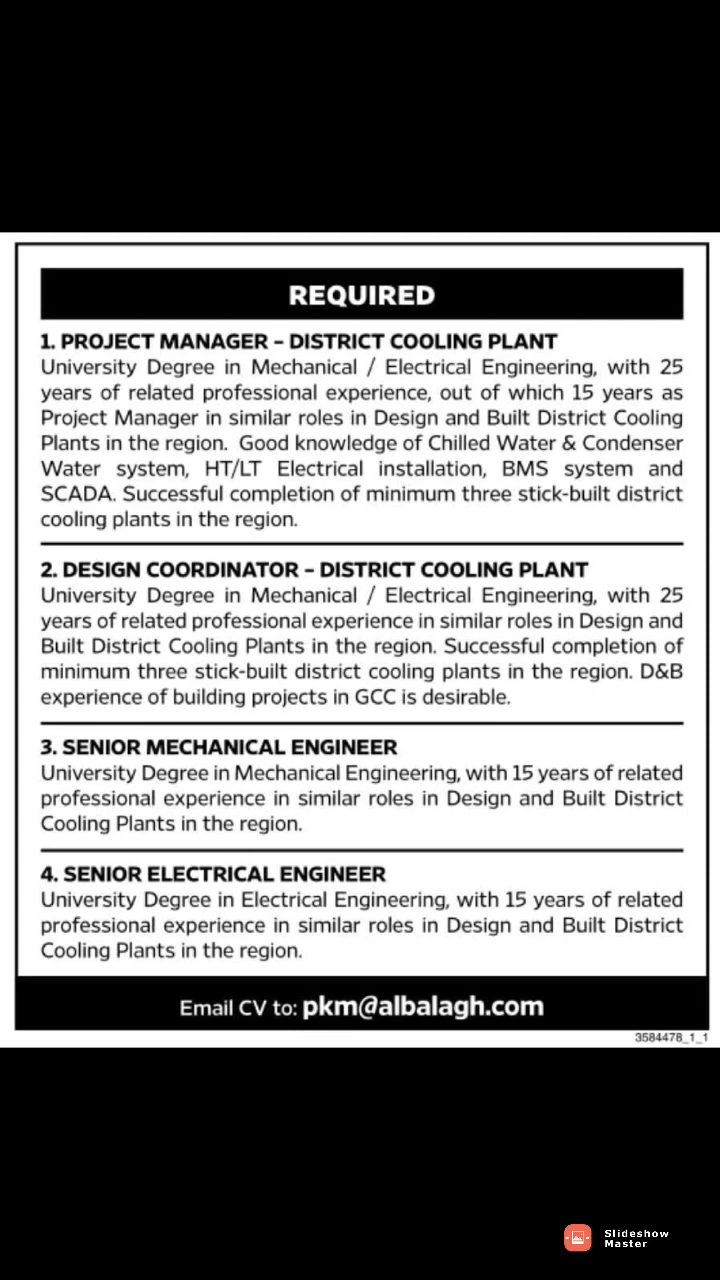 REQUIRED
1. PROJECT MANAGER – DISTRICT COOLING PLANT
University Degree in Mechanical / Electrical Engineering, with 25
years of related professional experience, out of which 15 years as
Project Manager in similar roles in Design and Built District Cooling
Plants in the region. Good knowledge of Chilled Water & Condenser
Water system, HT/LT Electrical installation, BMS system and
SCADA. Successful completion of minimum three stick-built district
cooling plants in the region.
2. DESIGN COORDINATOR – DISTRICT COOLING PLANT
University Degree in Mechanical / Electrical Engineering, with 25
years of related professional experience in similar roles in Design and
Built District Cooling Plants in the region. Successful completion of
minimum three stick-built district cooling plants in the region. D&B
experience of building projects in GCC is desirable.
3. SENIOR MECHANICAL ENGINEER
University Degree in Mechanical Engineering, with 15 years of related
professional experience in similar roles in Design and Built District
Cooling Plants in the region.
4. SENIOR ELECTRICAL ENGINEER
University Degree in Electrical Engineering, with 15 years of related
professional experience in similar roles in Design and Built District
Cooling Plants in the region.
Email CV to: pkm@albalagh.com
3584478_1_1
Slideshow
Master